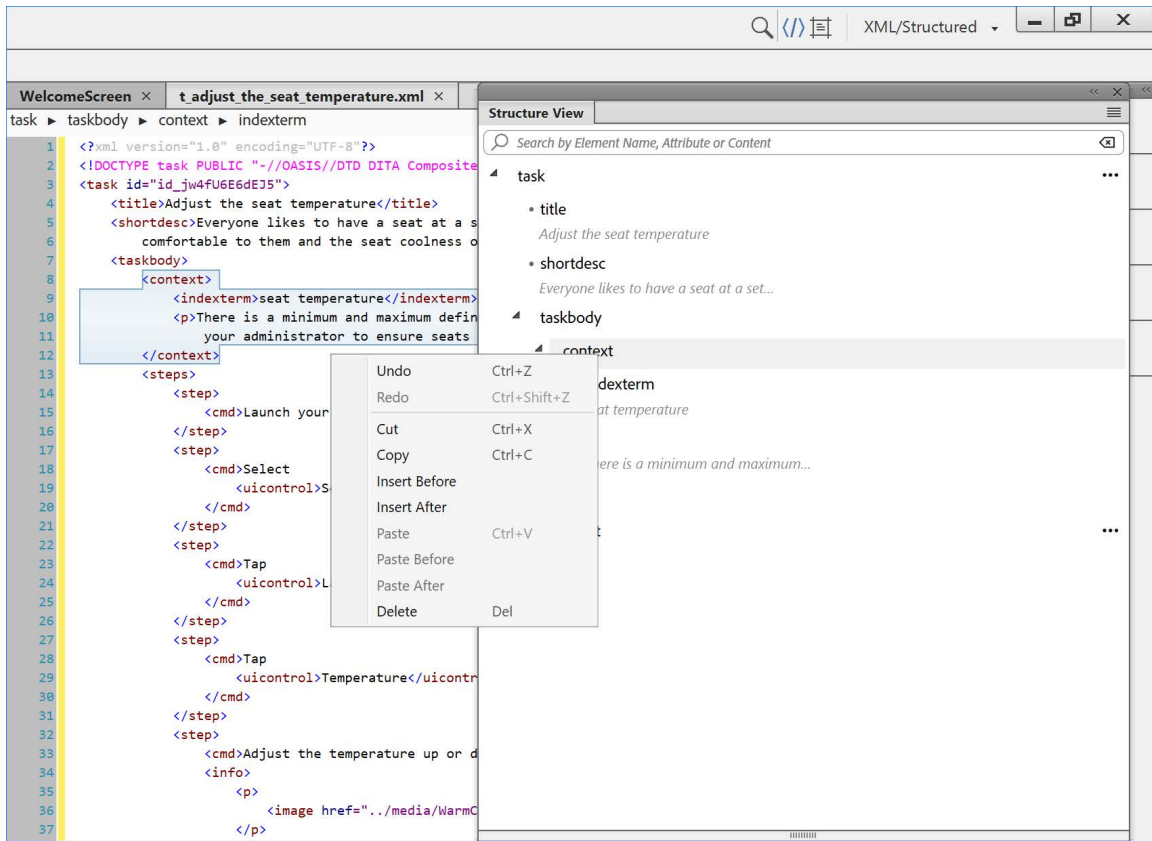 XML/Structured
WelcomeScreen ×
t_adjust_the_seat_temperature.xml ×
task ▸ taskbody ▸ context ▸ indexterm
1 <?xml version="1.0" encoding="UTF-8"?>
2 <!DOCTYPE task PUBLIC "-//OASIS//DTD DITA Composite
3 <task id="id_jw4fU6E6dEJ5">
4 <title>Adjust the seat temperature</title>
5 <shortdesc>Everyone likes to have a seat at a s
6 comfortable to them and the seat coolness o
7 <taskbody>
8 <context>
9 <indexterm>seat temperature</indexterm>
10 <p>There is a minimum and maximum defin
11 your administrator to ensure seats
12 </context>
13 <steps>
14 <step>
15 <cmd>Launch your
16 </step>
17 <step>
18 <cmd>Select
19 <uicontrol>S
20 </cmd>
21 </step>
22 <step>
23 <cmd>Tap
24 <uicontrol>L
25 </cmd>
26 </step>
27 <step>
28 <cmd>Tap
29 <uicontrol>Temperature</uicontr
30 </cmd>
31 </step>
32 <step>
33 <cmd>Adjust the temperature up or d
34 <info>
35 <p>
36 <image href="../media/WarmC
37 </p>
Undo Ctrl+Z
Redo Ctrl+Shift+Z
Cut Ctrl+X
Copy Ctrl+C
Insert Before
Insert After
Paste Ctrl+V
Paste Before
Paste After
Delete Del
Structure View
Search by Element Name, Attribute or Content
task
title
Adjust the seat temperature
shortdesc
Everyone likes to have a seat at a set...
taskbody
context
dexterm
at temperature
ere is a minimum and maximum...
t